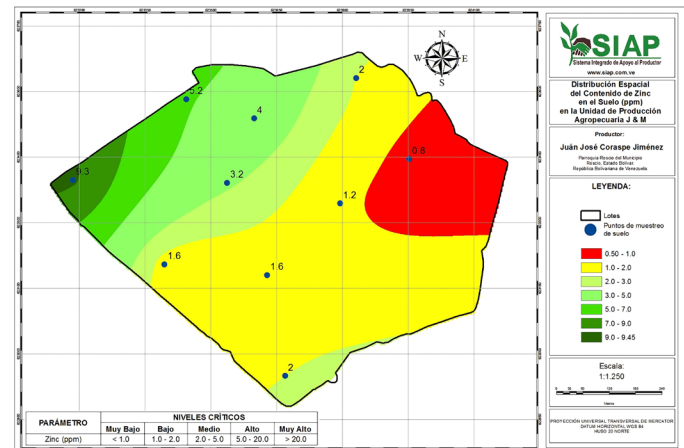 N
W E
S
2
5.2
4
0.8
9.3
3.2
1.2
1.6
1.6
2
PARÁMETRO
NIVELES CRÍTICOS
Muy Bajo Bajo Medio Alto Muy Alto
Zinc (ppm) < 1.0 1.0 - 2.0 2.0 - 5.0 5.0 - 20.0 > 20.0
SIAP
Sistema Integrado de Apoyo al Productor
www.siap.com.ve
Distribución Espacial
del Contenido de Zinc
en el Suelo (ppm)
en la Unidad de Producción
Agropecuaria J & M
Productor:
Juán José Coraspe Jiménez
Parroquia Roscio del Municipio
Roscio, Estado Bolívar.
República Bolivariana de Venezuela
LEYENDA:
Lotes
Puntos de muestreo
de suelo
0.50 - 1.0
1.0 - 2.0
2.0 - 3.0
3.0 - 5.0
5.0 - 7.0
7.0 - 9.0
9.0 - 9.45
Escala:
1:1.250
Metros
PROYECCIÓN UNIVERSAL TRANSVERSAL DE MERCATOR
DATUM HORIZONTAL WGS 84
HUSO 20 NORTE